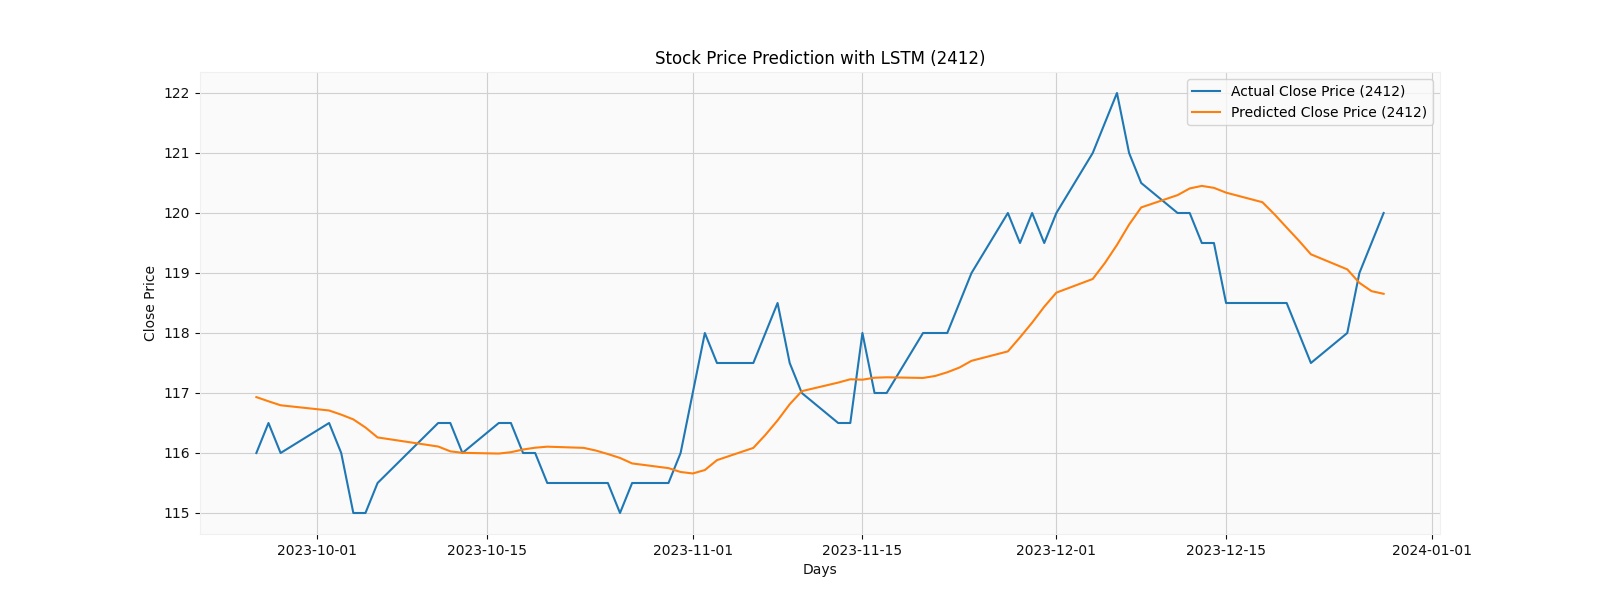 Stock Price Prediction with LSTM (2412)
Actual Close Price (2412)
Predicted Close Price (2412)
Close Price
122
121
120
119
118
117
116
115
2023-10-01 2023-10-15 2023-11-01 2023-11-15 2023-12-01 2023-12-15 2024-01-01
Days